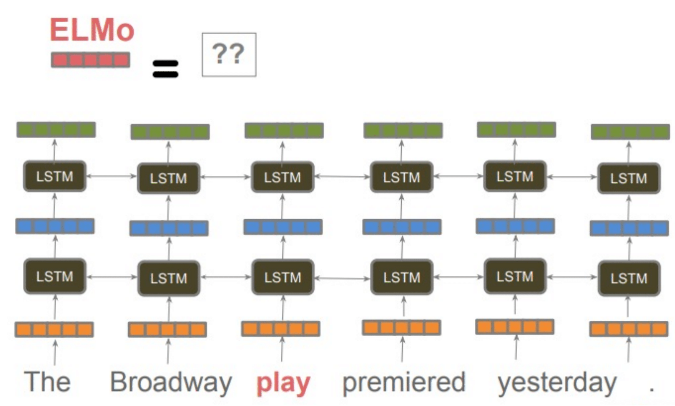 ELMo
= ??
LSTM LSTM LSTM LSTM LSTM LSTM
LSTM LSTM LSTM LSTM LSTM LSTM
The Broadway play premiered yesterday .